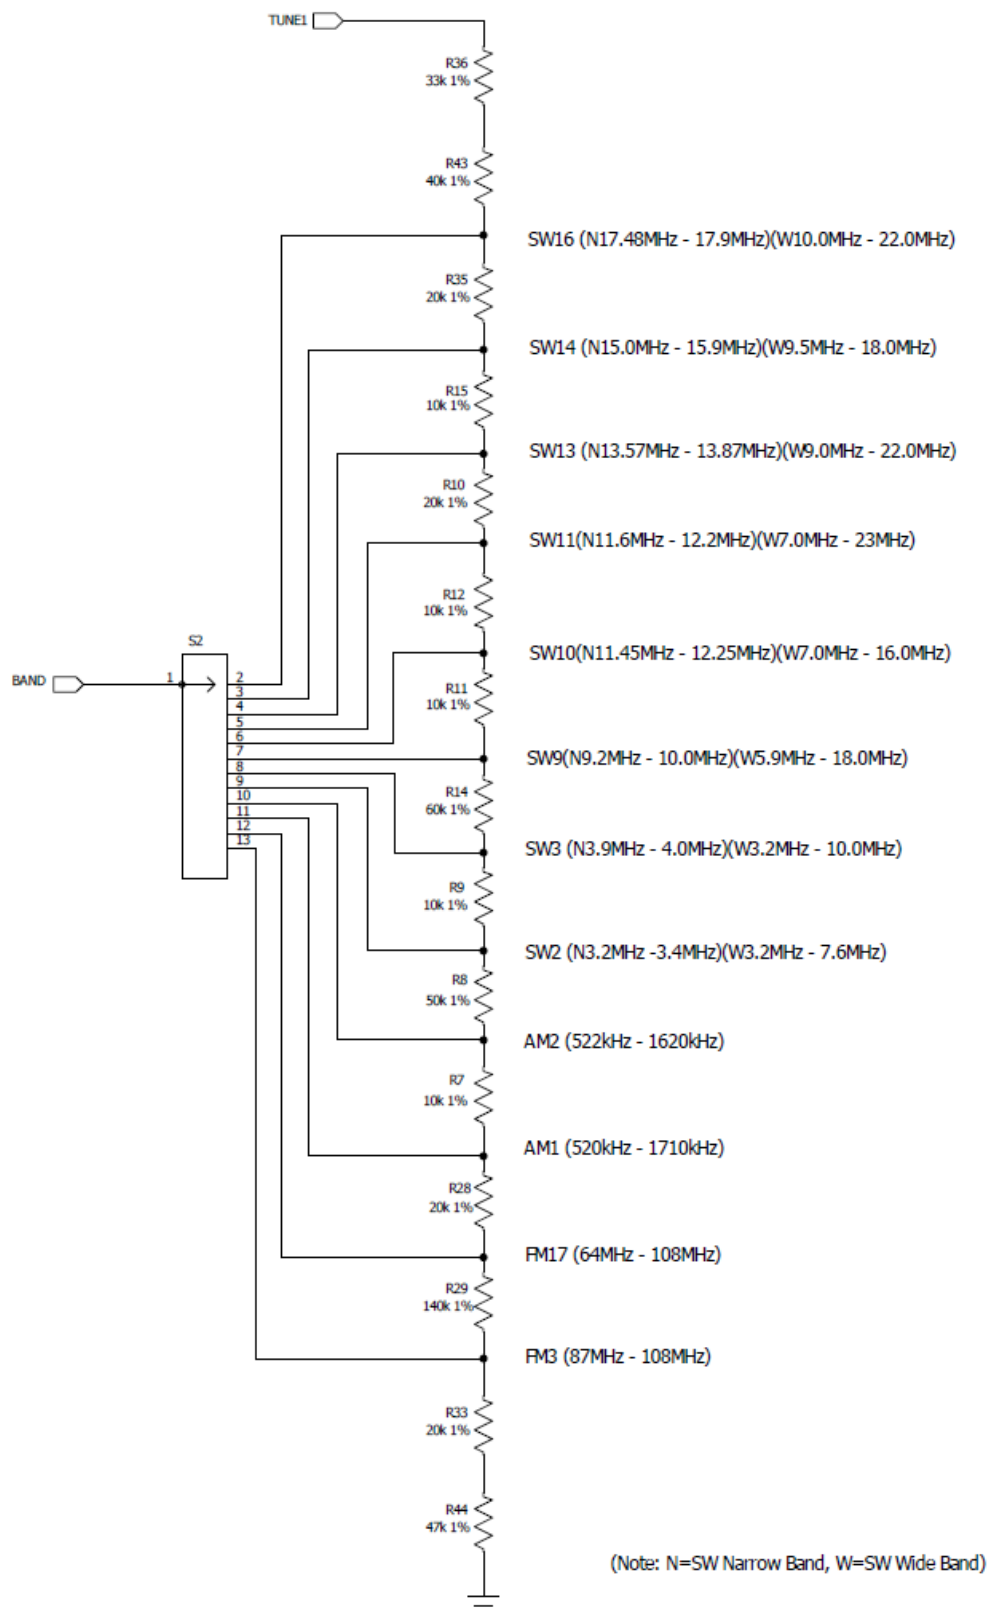 TUNE1
R36
33k 1%
R43
40k 1%
SW16 (N17.48MHz - 17.9MHz)(W10.0MHz - 22.0MHz)
R35
20k 1%
SW14 (N15.0MHz - 15.9MHz)(W9.5MHz - 18.0MHz)
R15
10k 1%
SW13 (N13.57MHz - 13.87MHz)(W9.0MHz - 22.0MHz)
R10
20k 1%
SW11(N11.6MHz - 12.2MHz)(W7.0MHz - 23MHz)
R12
10k 1%
S2
SW10(N11.45MHz - 12.25MHz)(W7.0MHz - 16.0MHz)
BAND
1
2
3
4
5
6
7
8
9
10
11
12
13
R11
10k 1%
SW9(N9.2MHz - 10.0MHz)(W5.9MHz - 18.0MHz)
R14
60k 1%
SW3 (N3.9MHz - 4.0MHz)(W3.2MHz - 10.0MHz)
R9
10k 1%
SW2 (N3.2MHz -3.4MHz)(W3.2MHz - 7.6MHz)
R8
50k 1%
AM2 (522kHz - 1620kHz)
R7
10k 1%
AM1 (520kHz - 1710kHz)
R28
20k 1%
FM17 (64MHz - 108MHz)
R29
140k 1%
FM3 (87MHz - 108MHz)
R33
20k 1%
R44
47k 1%
(Note: N=SW Narrow Band, W=SW Wide Band)